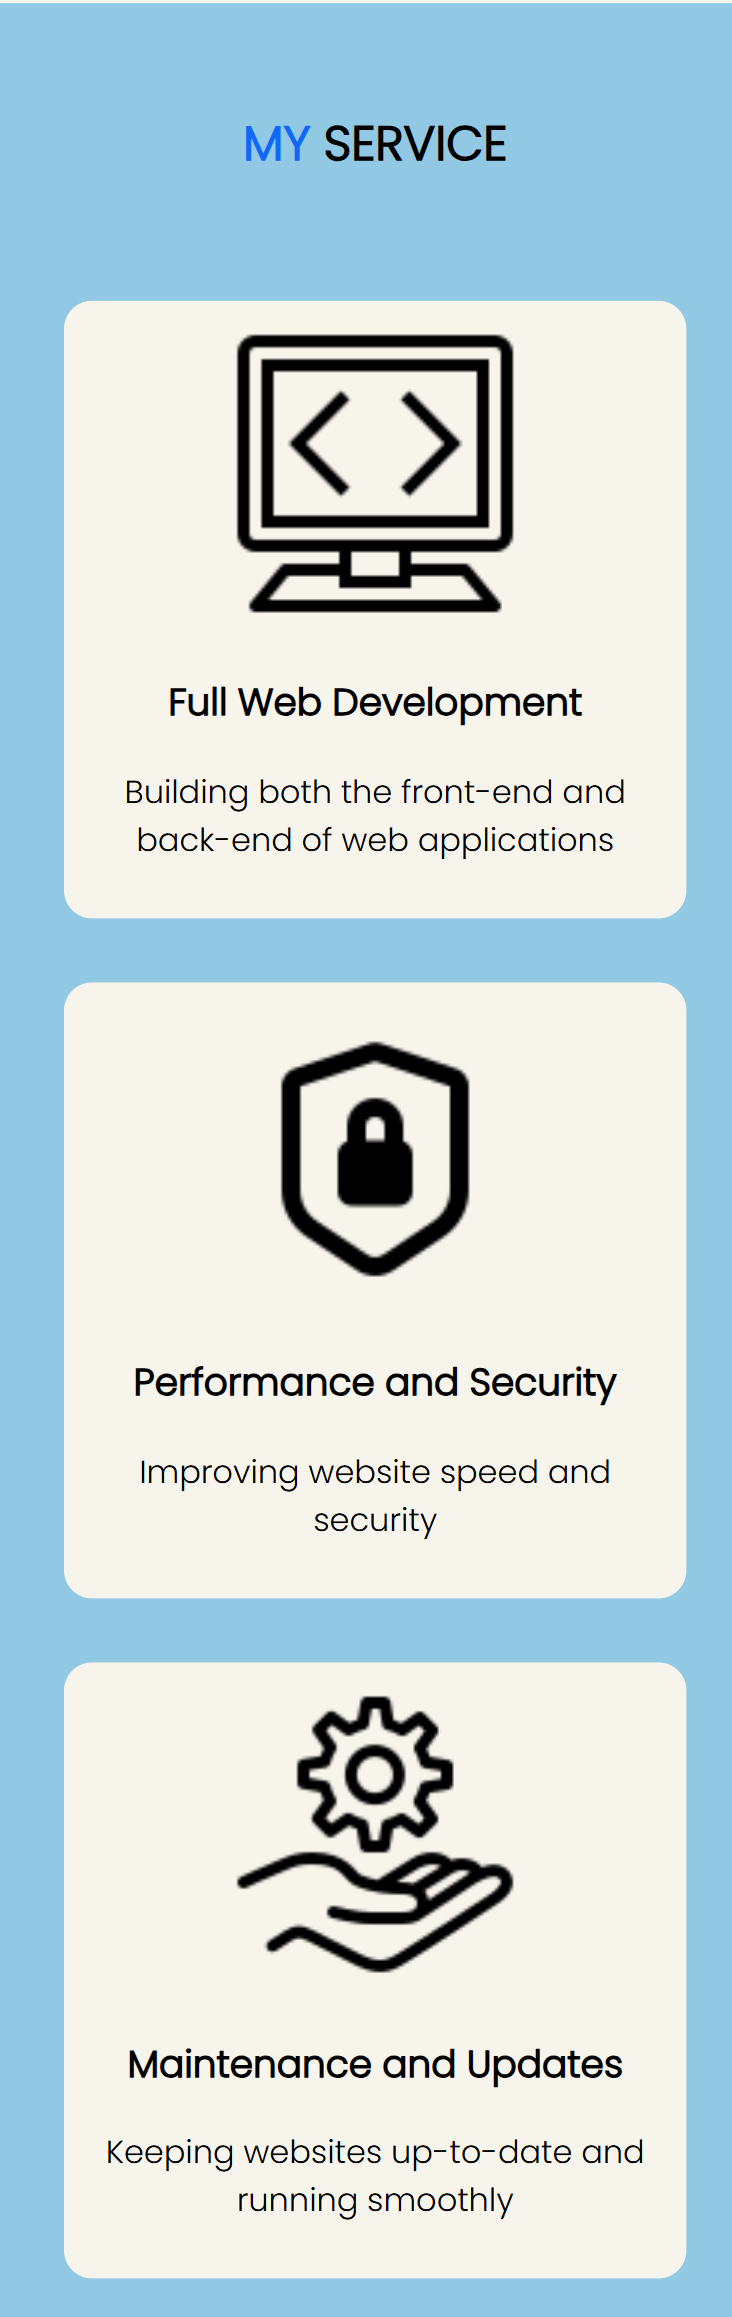 MY SERVICE
Full Web Development
Building both the front-end and
back-end of web applications
Performance and Security
Improving website speed and
security
Maintenance and Updates
Keeping websites up-to-date and
running smoothly